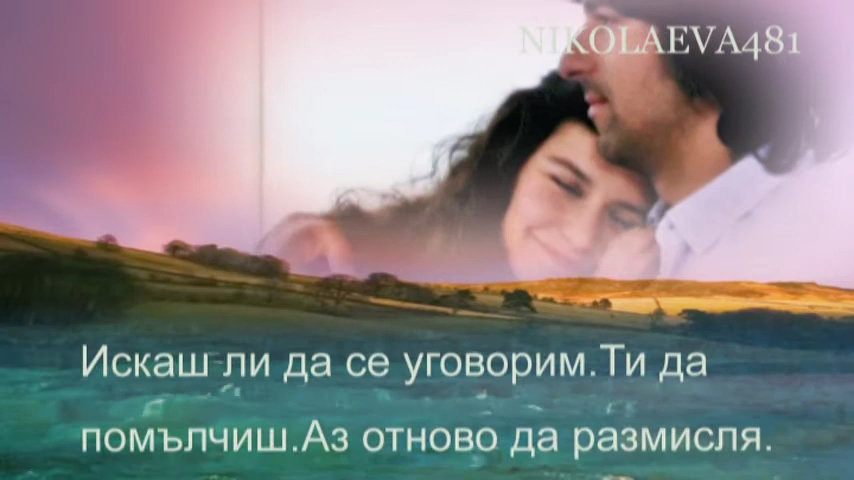 NIKOLAEVA481
Искаш ли да се уговорим.Ти да
помълчиш.Аз отново да размисля.